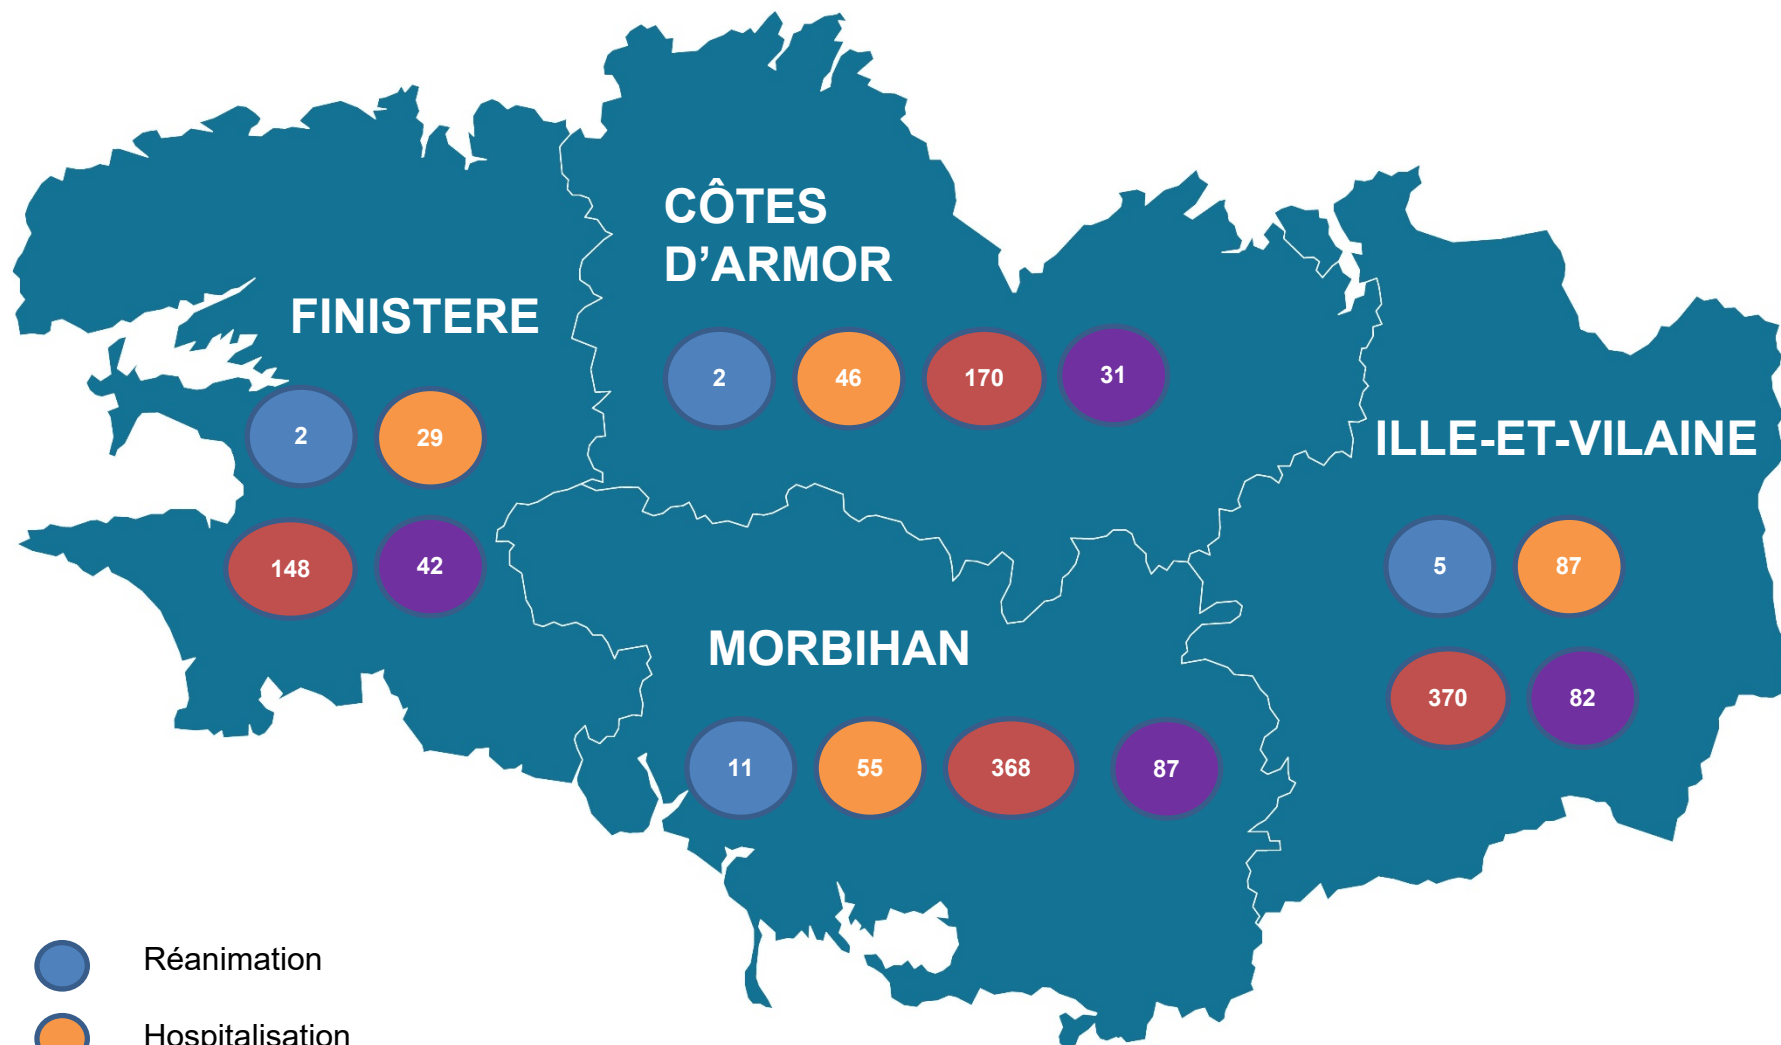 CÔTES
D’ARMOR
2 46 170 31
FINISTERE
2 29
148 42
ILLE-ET-VILAINE
5 87
370 82
MORBIHAN
11 55 368 87
Réanimation
Hospitalisation